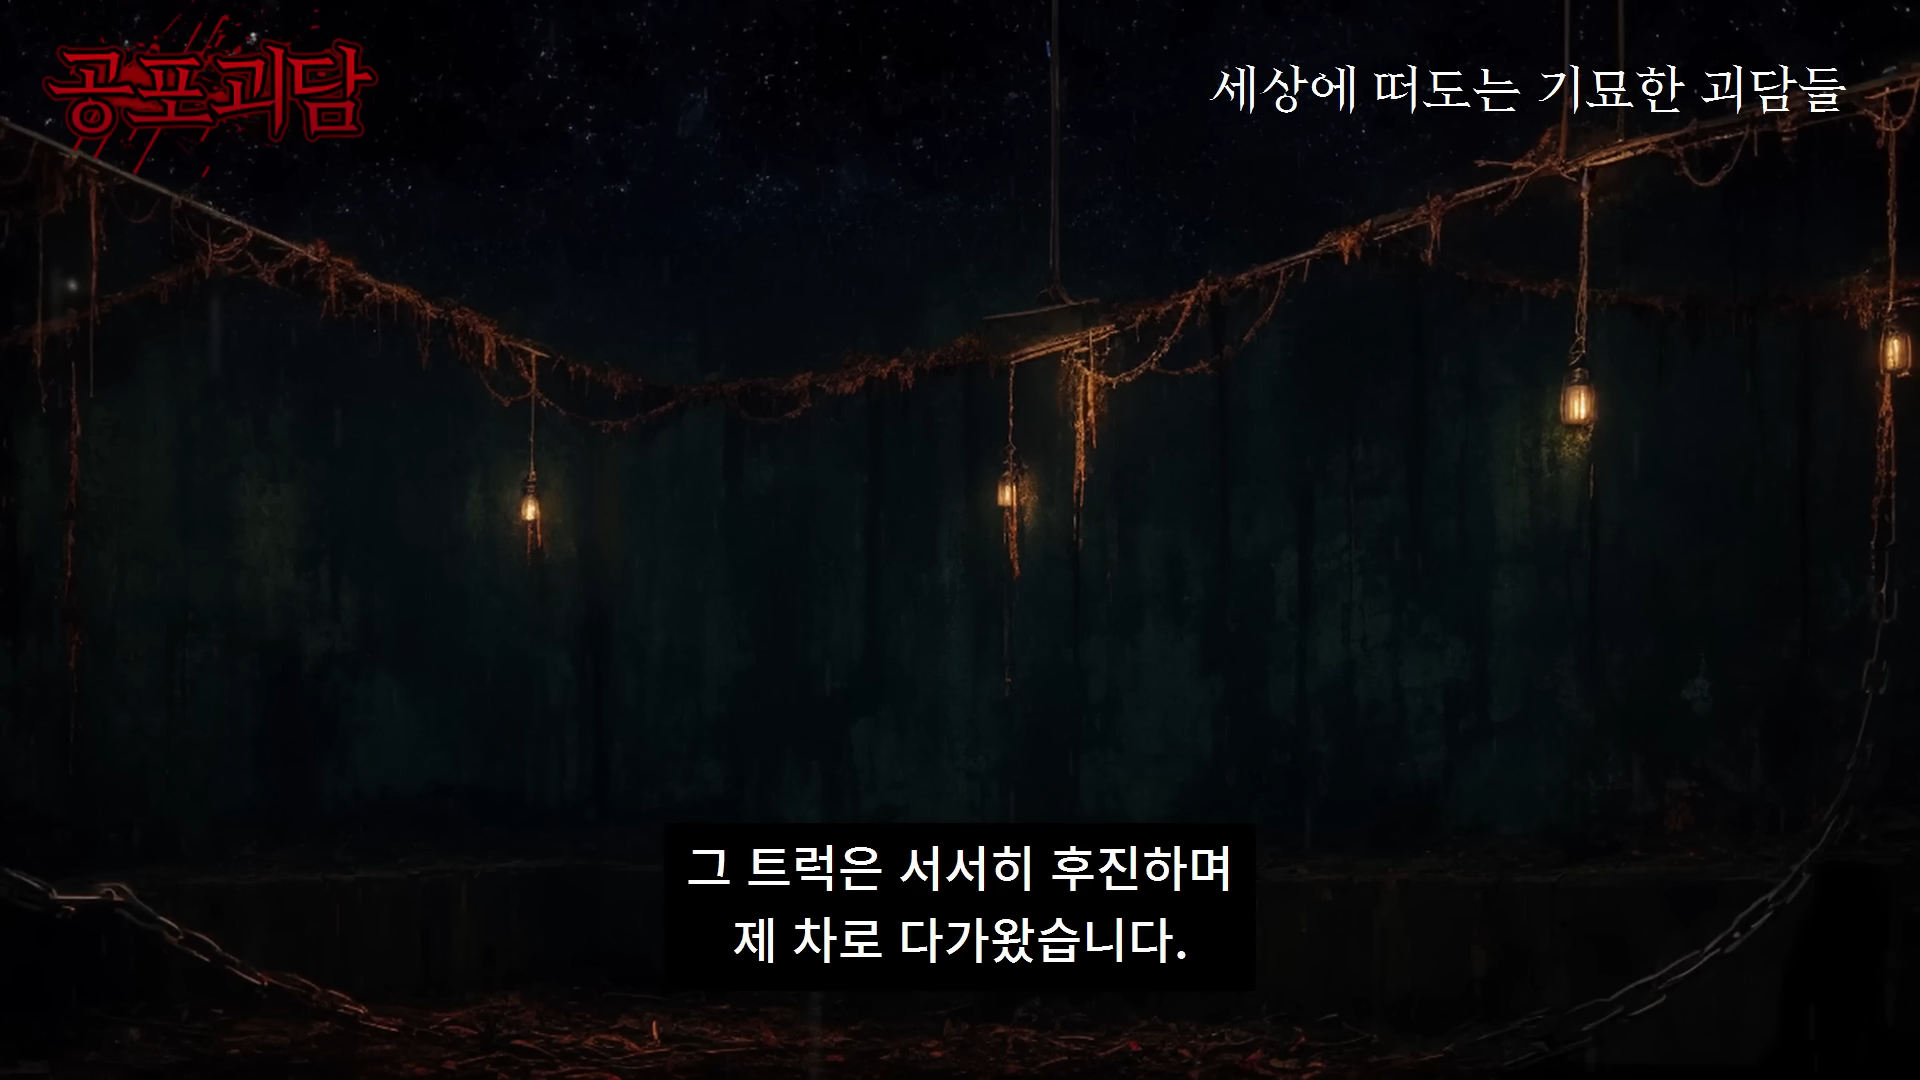 공포괴담
세상에 떠도는 기묘한 괴담들
그 트럭은 서서히 후진하며
제 차로 다가왔습니다.